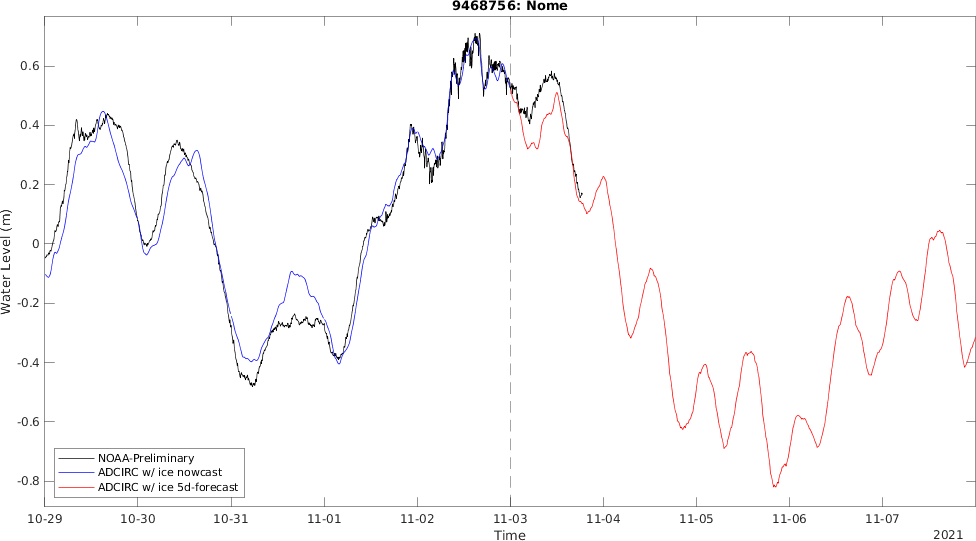 9468756: Nome
Water Level (m)
0.6
0.4
0.2
0
-0.2
-0.4
-0.6
-0.8
NOAA-Preliminary
ADCIRC w/ ice nowcast
ADCIRC w/ ice 5d-forecast
10-29 10-30 10-31 11-01 11-02 11-03 11-04 11-05 11-06 11-07
Time
2021